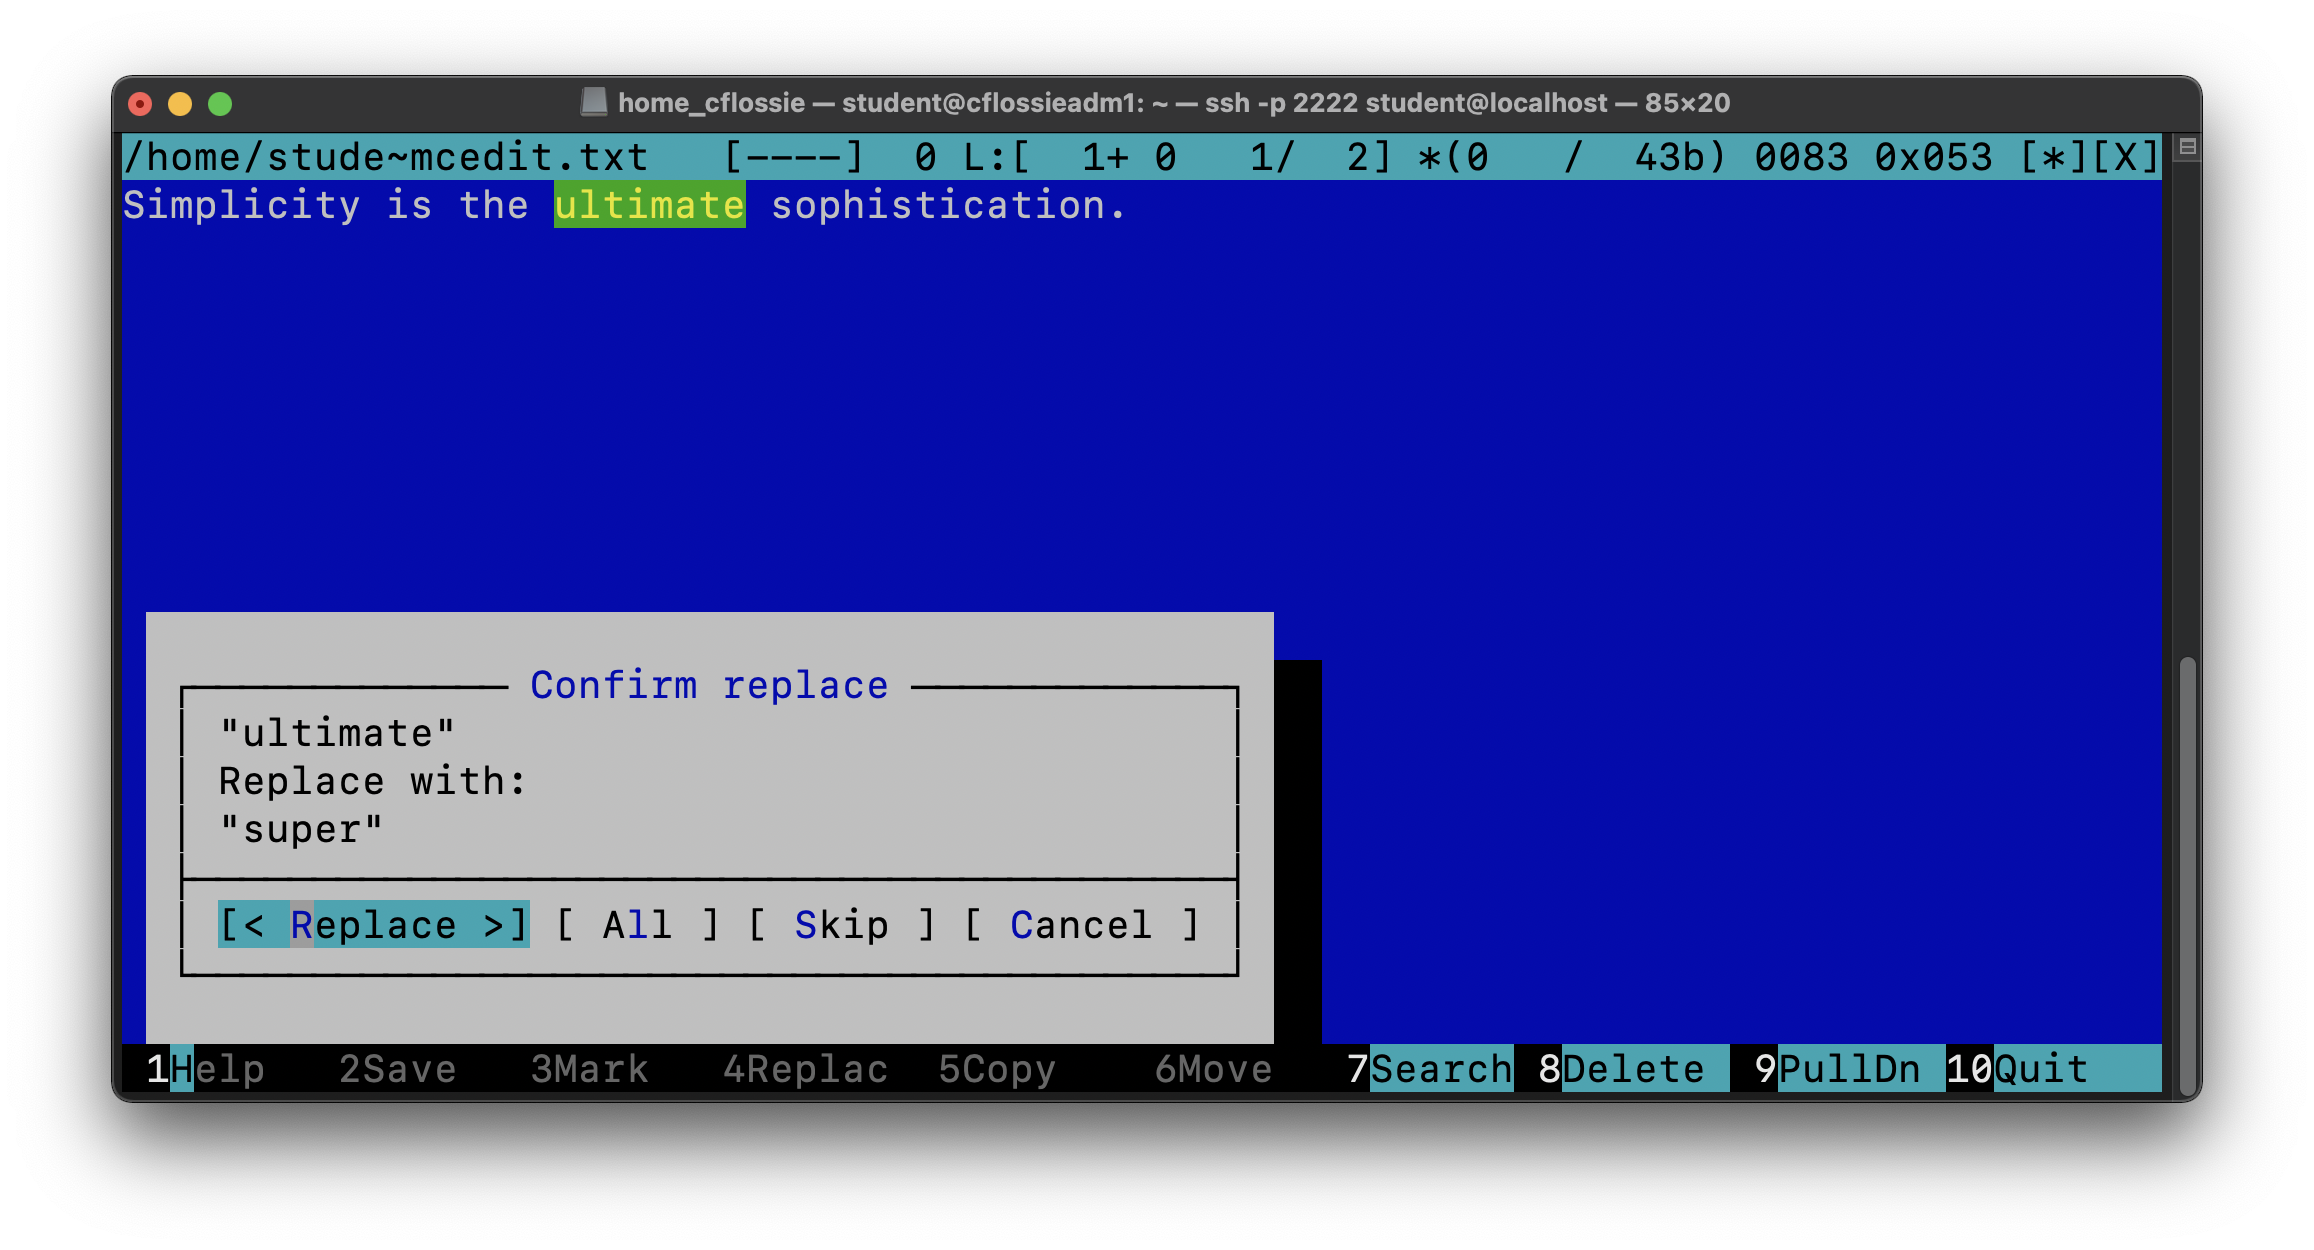 home_cflossie — student@cflossieadm1: ~ — ssh -p 2222 student@localhost — 85×20
/home/stude~mcedit.txt   [----]  0 L:[  1+ 0   1/  2] *(0   /  43b) 0083 0x053 [*][X]
Simplicity is the ultimate sophistication.
Confirm replace
"ultimate"
Replace with:
"super"
[< Replace >] [ All ] [ Skip ] [ Cancel ]
1Help   2Save   3Mark   4Replac  5Copy    6Move   7Search 8Delete  9PullDn 10Quit